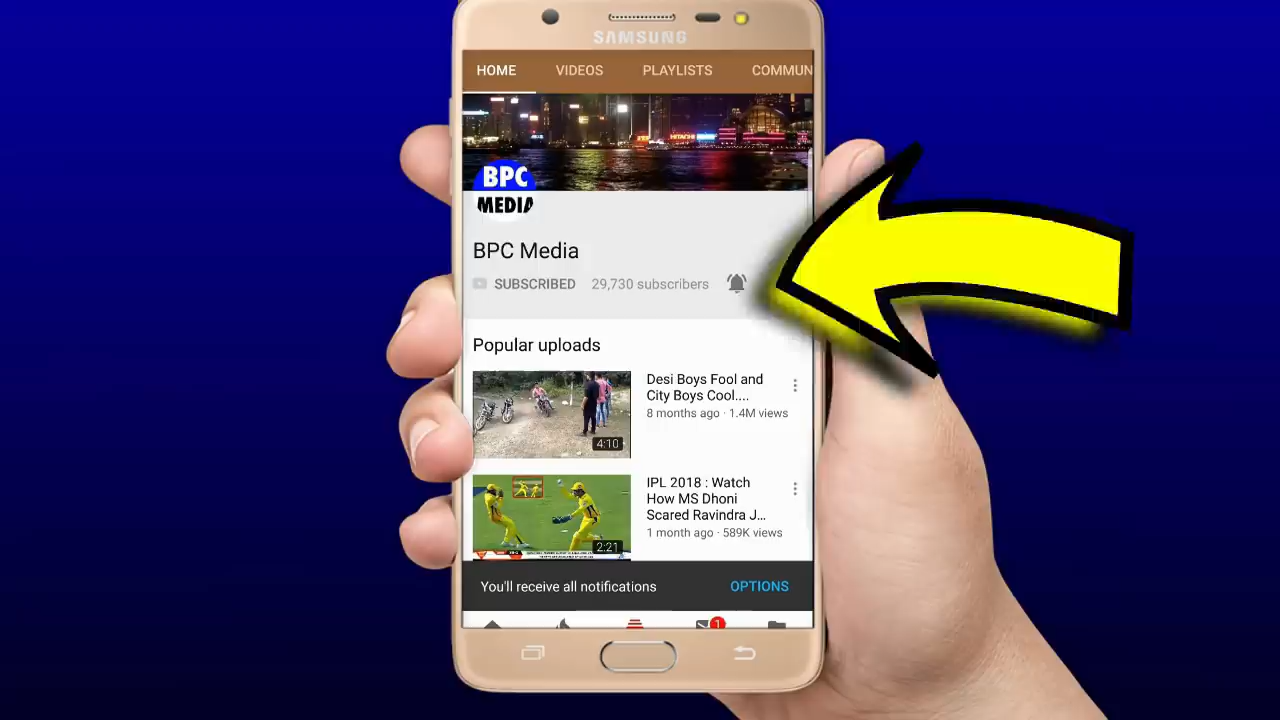 SAMSUNG
HOME VIDEOS PLAYLISTS COMMUN
HITACHI
BPC
MEDIA
BPC Media
SUBSCRIBED 29,730 subscribers
Popular uploads
Desi Boys Fool and
City Boys Cool....
8 months ago · 1.4M views
4:10
IPL 2018 : Watch
How MS Dhoni
Scared Ravindra J...
1 month ago · 589K views
2:21
You'll receive all notifications OPTIONS
1